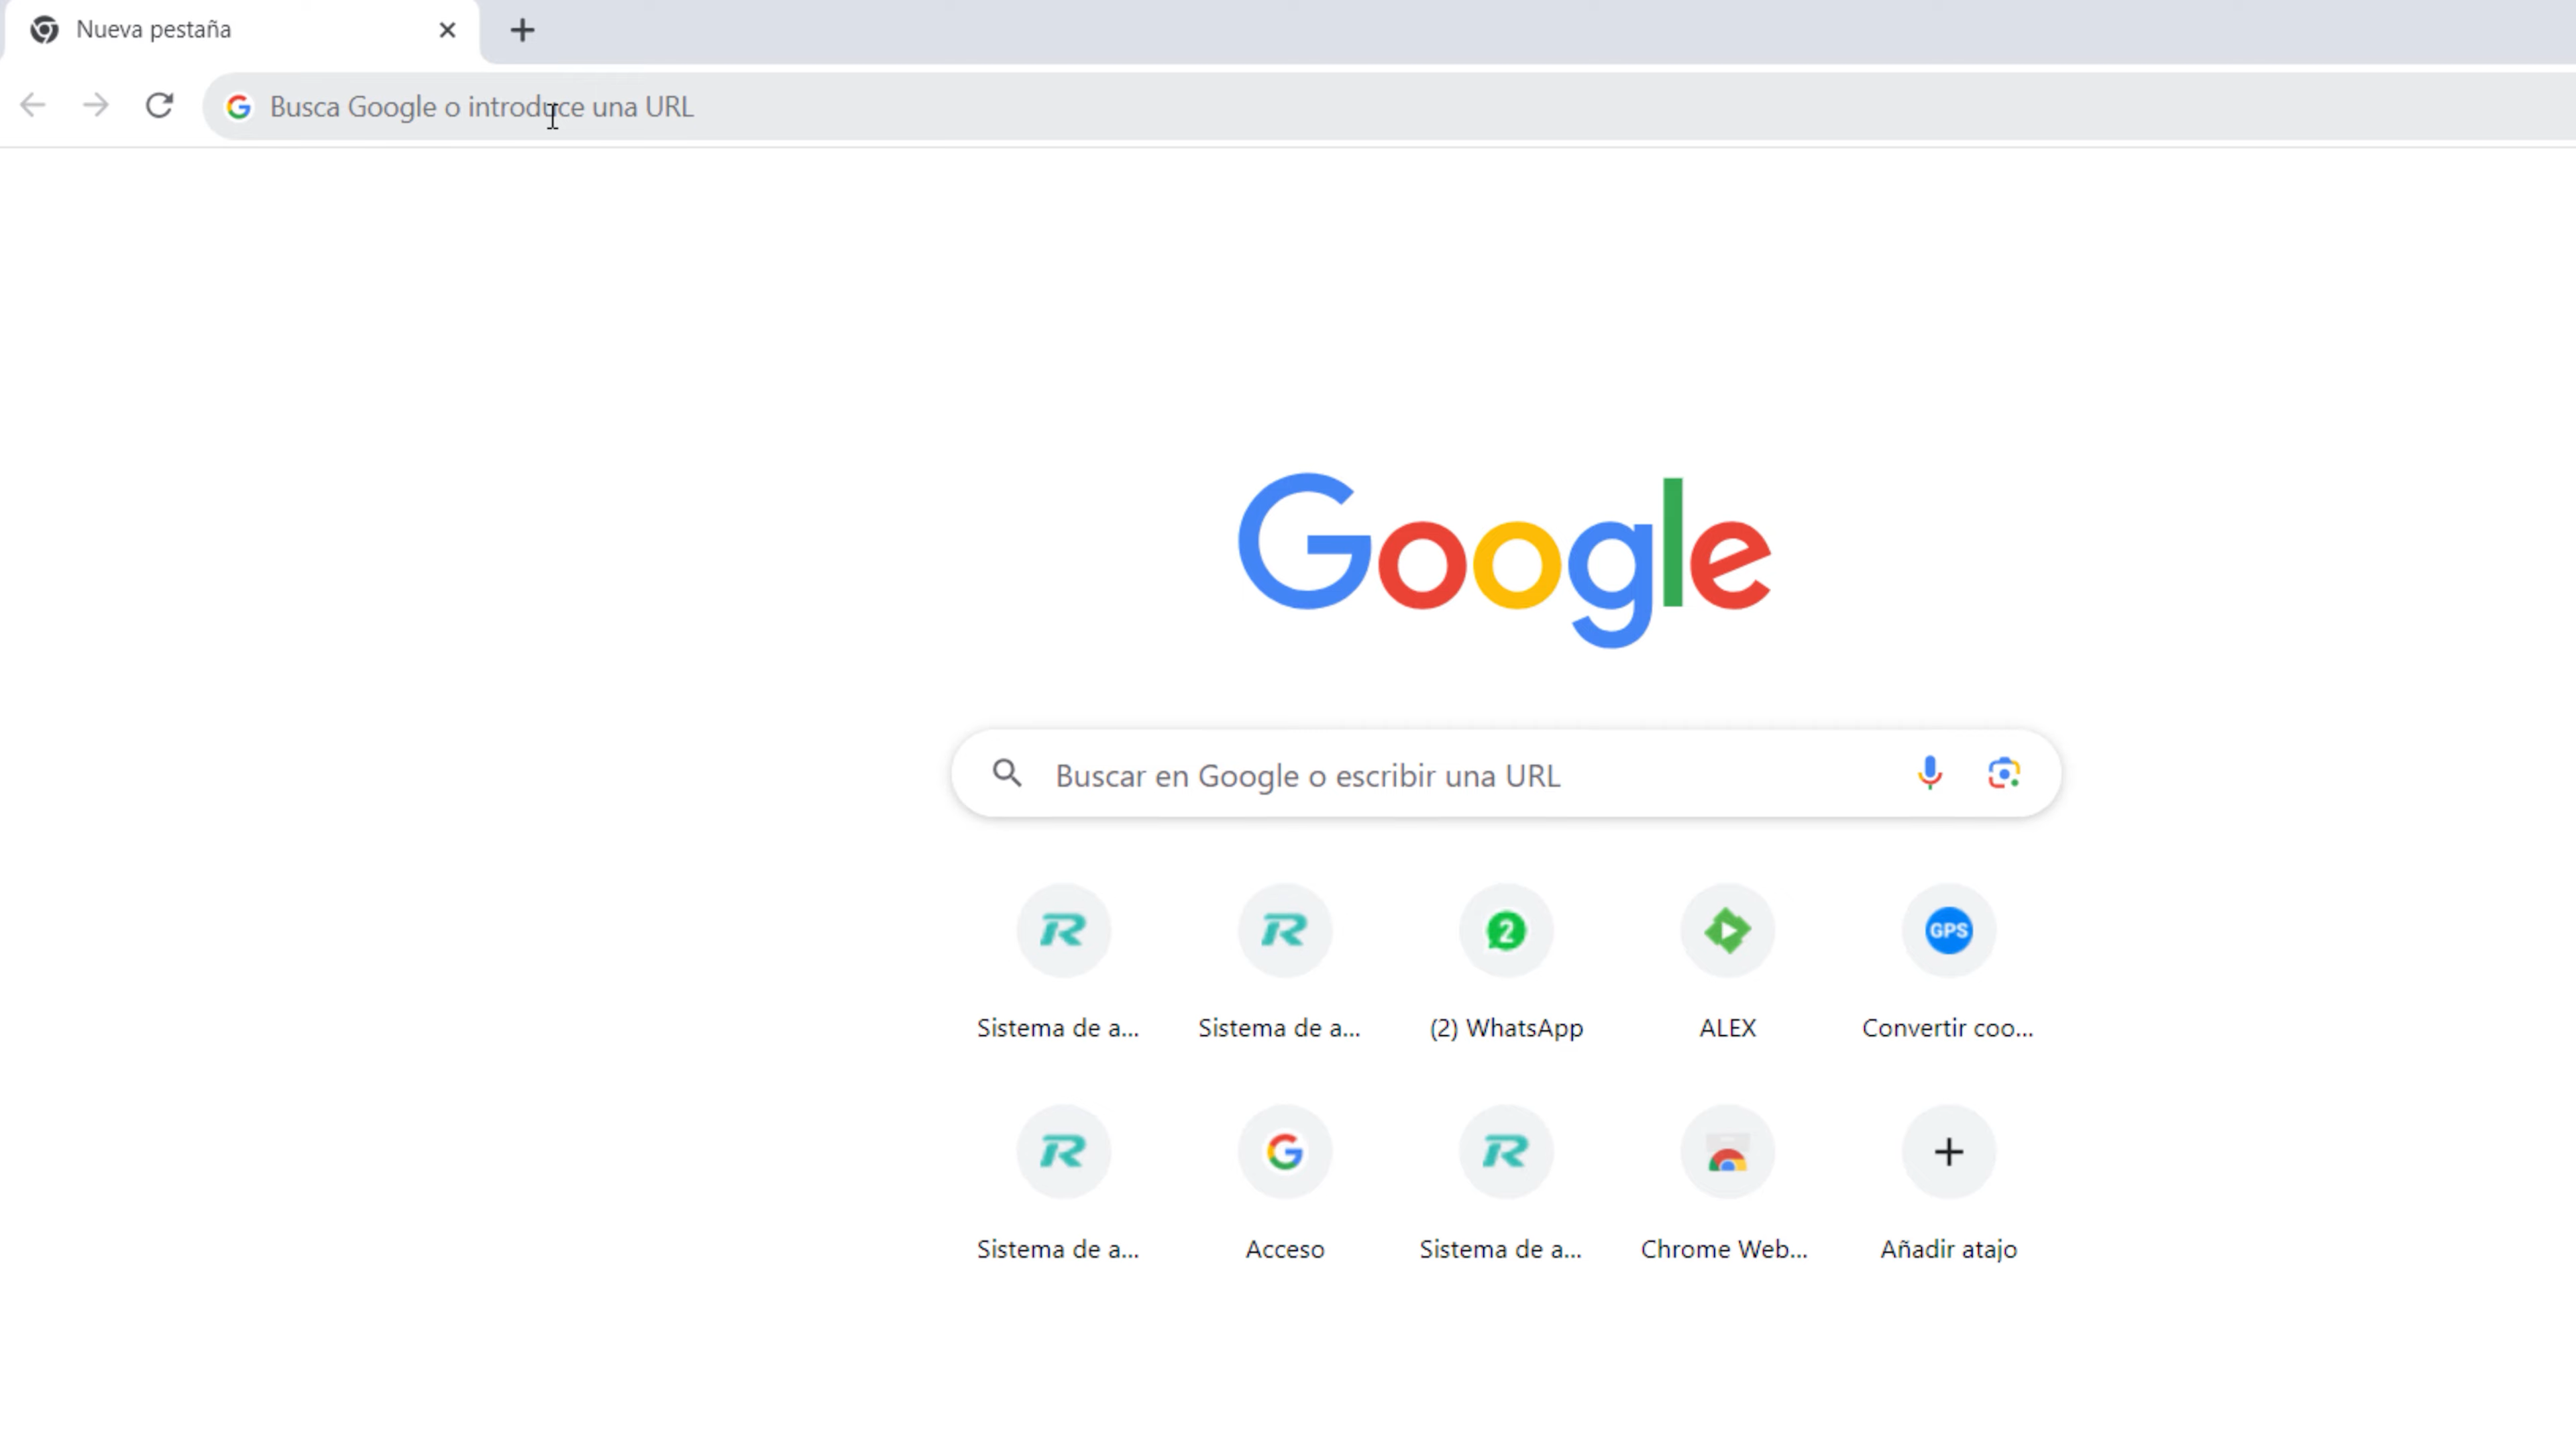 Nueva pestaña
Busca Google o introduce una URL
Google
Buscar en Google o escribir una URL
GPS
2
Sistema de a...
Sistema de a...
(2) WhatsApp
ALEX
Convertir coo...
Sistema de a...
Acceso
Sistema de a...
Chrome Web...
Añadir atajo